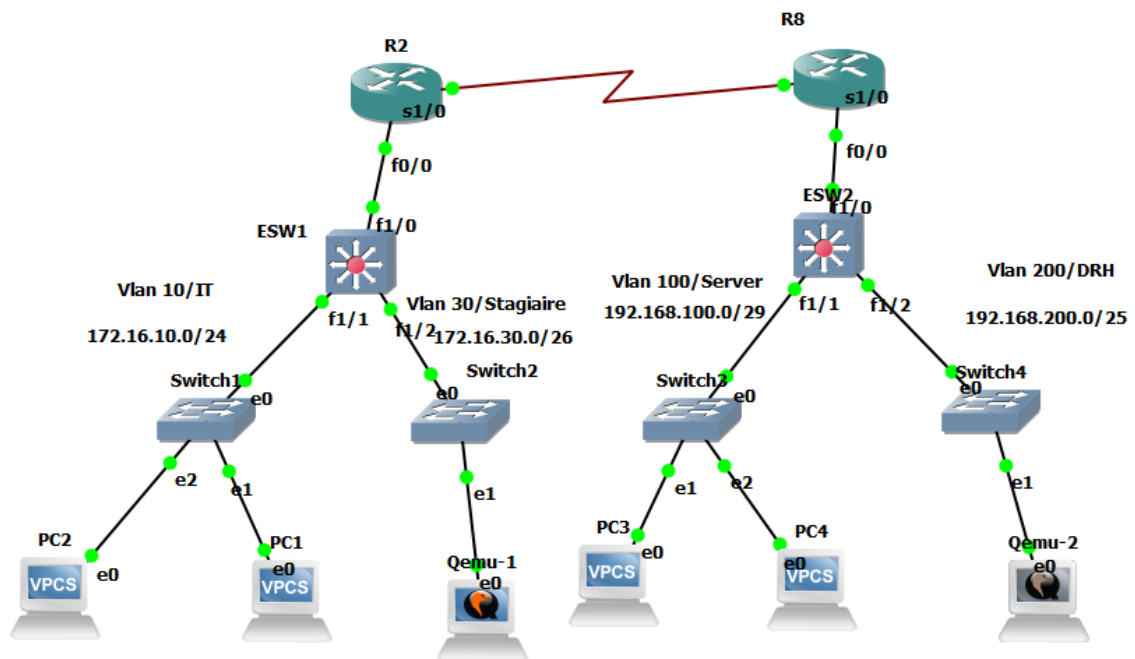 R8
R2
s1/0
s1/0
f0/0
f0/0
ESW2
f1/0
f1/0
ESW1
Vlan 10/IT
Vlan 30/Stagiaire
Vlan 100/Server
Vlan 200/DRH
f1/1
f1/2
172.16.10.0/24
172.16.30.0/26
192.168.100.0/29
f1/1
f1/2
192.168.200.0/25
Switch1
e0
Switch2
e0
Switch3
e0
Switch4
e0
e2
e1
e1
e1
e2
e1
PC2
e0
PC1
e0
Qemu-1
e0
PC3
e0
PC4
e0
Qemu-2
e0
VPCS
VPCS
VPCS
VPCS